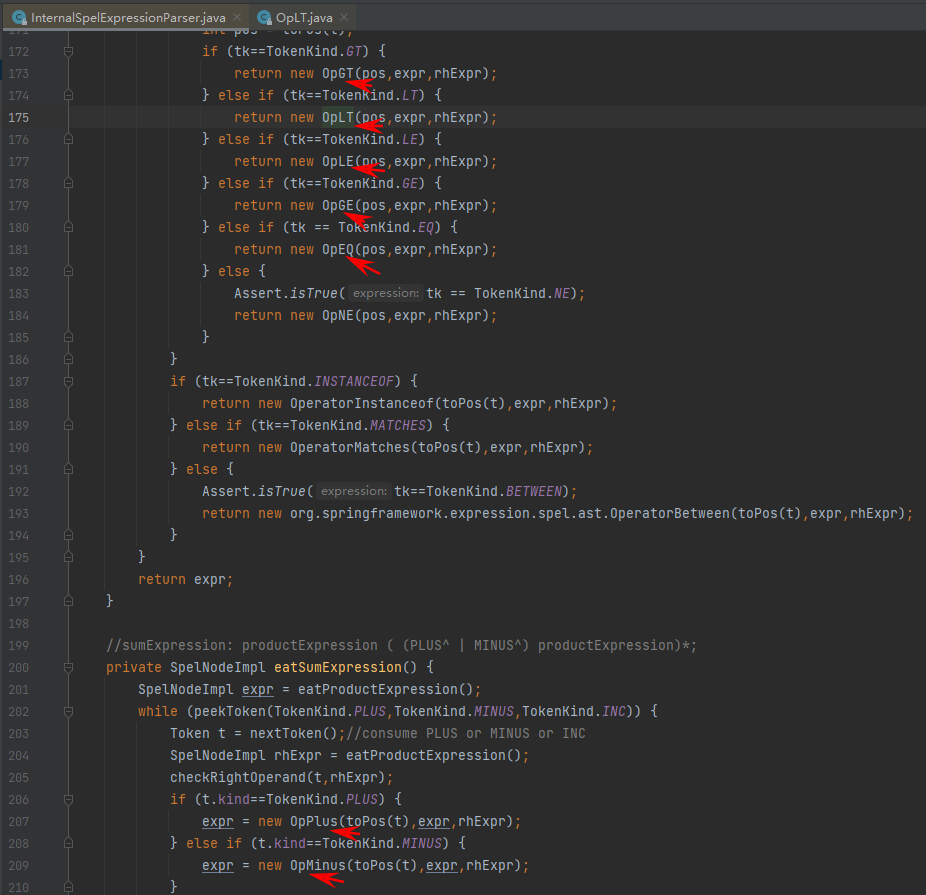 InternalSpelExpressionParser.java × OpLT.java ×
171 int pos = toPos(t);
172 if (tk==TokenKind.GT) {
173 return new OpGT(pos,expr,rhExpr);
174 } else if (tk==TokenKind.LT) {
175 return new OpLT(pos,expr,rhExpr);
176 } else if (tk==TokenKind.LE) {
177 return new OpLE(pos,expr,rhExpr);
178 } else if (tk==TokenKind.GE) {
179 return new OpGE(pos,expr,rhExpr);
180 } else if (tk == TokenKind.EQ) {
181 return new OpEQ(pos,expr,rhExpr);
182 } else {
183 Assert.isTrue( expression: tk == TokenKind.NE);
184 return new OpNE(pos,expr,rhExpr);
185 }
186 }
187 if (tk==TokenKind.INSTANCEOF) {
188 return new OperatorInstanceof(toPos(t),expr,rhExpr);
189 } else if (tk==TokenKind.MATCHES) {
190 return new OperatorMatches(toPos(t),expr,rhExpr);
191 } else {
192 Assert.isTrue( expression: tk==TokenKind.BETWEEN);
193 return new org.springframework.expression.spel.ast.OperatorBetween(toPos(t),expr,rhExpr);
194 }
195 }
196 return expr;
197 }
198
199 //sumExpression: productExpression ( (PLUS^ | MINUS^) productExpression)*;
200 private SpelNodeImpl eatSumExpression() {
201 SpelNodeImpl expr = eatProductExpression();
202 while (peekToken(TokenKind.PLUS,TokenKind.MINUS,TokenKind.INC)) {
203 Token t = nextToken();//consume PLUS or MINUS or INC
204 SpelNodeImpl rhExpr = eatProductExpression();
205 checkRightOperand(t,rhExpr);
206 if (t.kind==TokenKind.PLUS) {
207 expr = new OpPlus(toPos(t),expr,rhExpr);
208 } else if (t.kind==TokenKind.MINUS) {
209 expr = new OpMinus(toPos(t),expr,rhExpr);
210 }